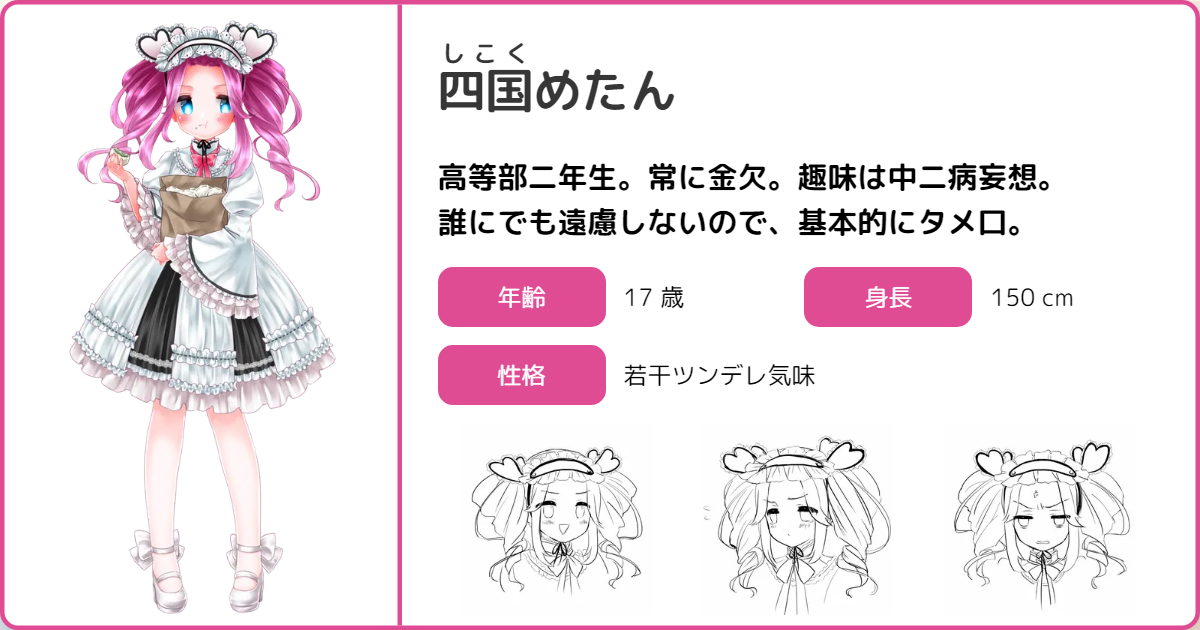 しこく
四国めたん
高等部二年生。常に金欠。趣味は中二病妄想。
誰にでも遠慮しないので、基本的にタメ口。
年齢 17 歳 身長 150 cm
性格 若干ツンデレ気味